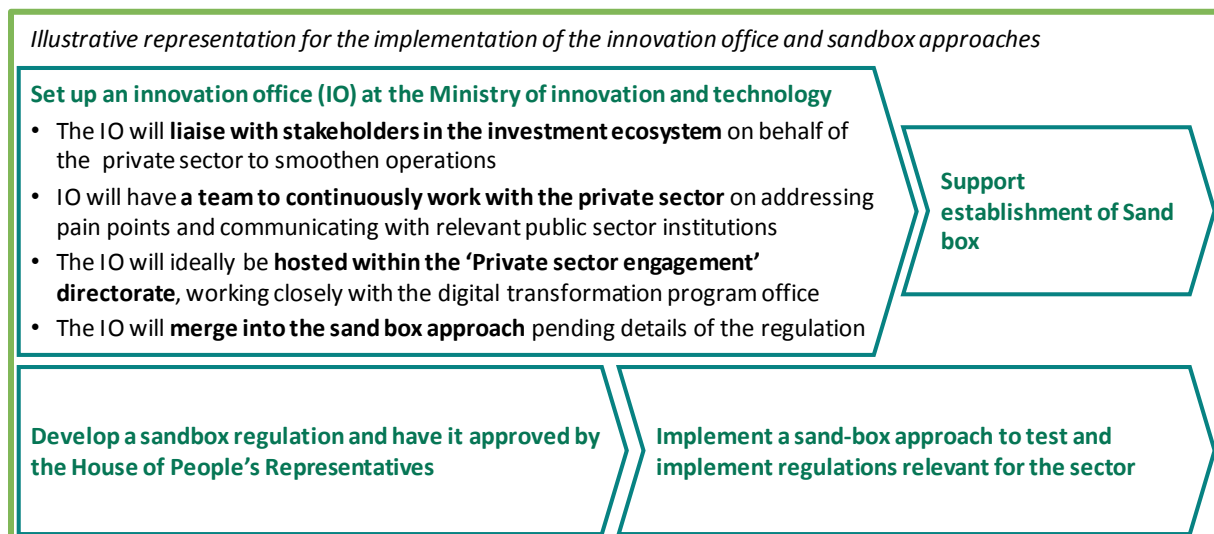 Illustrative representation for the implementation of the innovation office and sandbox approaches
Set up an innovation office (IO) at the Ministry of innovation and technology
• The IO will liaise with stakeholders in the investment ecosystem on behalf of
the private sector to smoothen operations
• IO will have a team to continuously work with the private sector on addressing
pain points and communicating with relevant public sector institutions
• The IO will ideally be hosted within the ‘Private sector engagement’
directorate, working closely with the digital transformation program office
• The IO will merge into the sand box approach pending details of the regulation
Support
establishment of Sand
box
Develop a sandbox regulation and have it approved by
the House of People’s Representatives
Implement a sand-box approach to test and
implement regulations relevant for the sector